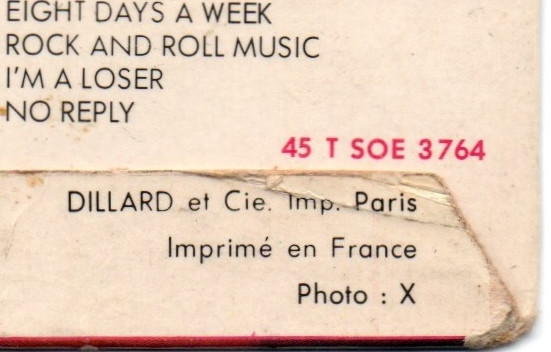 EIGHT DAYS A WEEK
ROCK AND ROLL MUSIC
I'M A LOSER
NO REPLY
45 T SOE 3764
DILLARD et Cie. Imp. Paris
Imprimé en France
Photo : X